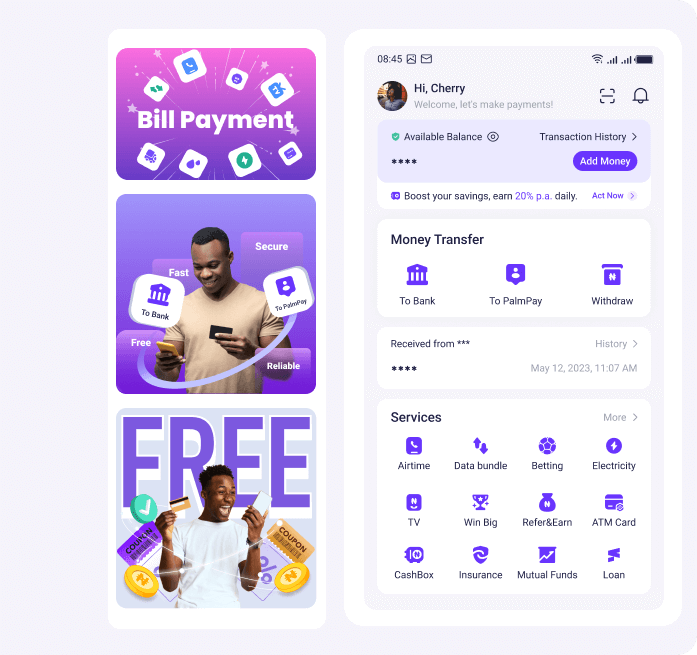 Bill Payment
Secure
Fast
To Bank
To PalmPay
Free
Reliable
FREE
COUPON
COUPON
%
N
N
08:45
Hi, Cherry
Welcome, let's make payments!
Available Balance
Transaction History
****
Add Money
Boost your savings, earn 20% p.a. daily.
Act Now
Money Transfer
To Bank
To PalmPay
Withdraw
Received from ***
History
****
May 12, 2023, 11:07 AM
Services
More
Airtime
Data bundle
Betting
Electricity
TV
Win Big
Refer&Earn
ATM Card
CashBox
Insurance
Mutual Funds
Loan